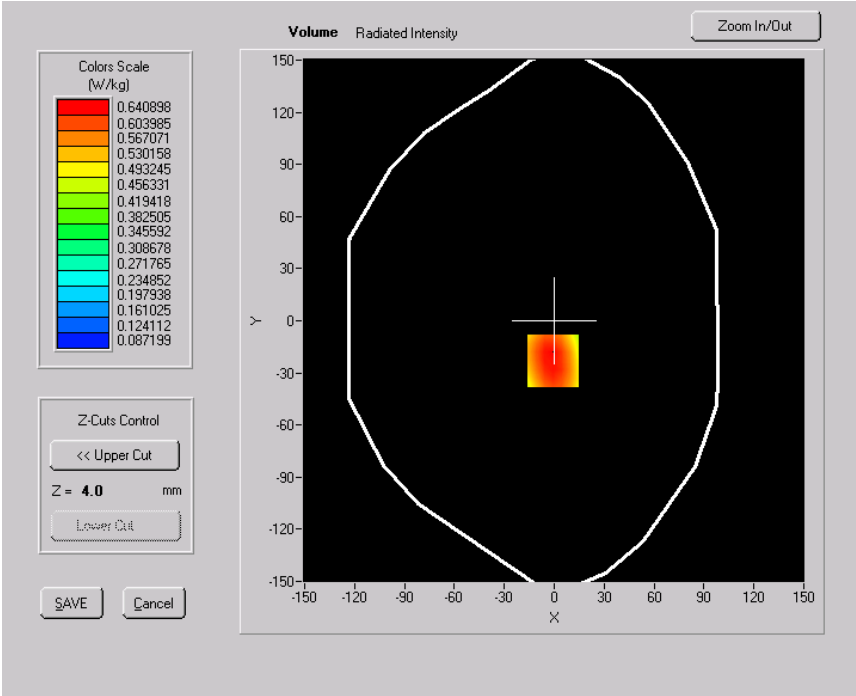 Volume Radiated Intensity
Zoom In/Out
Colors Scale
(W/kg)
0.640898
0.603985
0.567071
0.530158
0.493245
0.456331
0.419418
0.382505
0.345592
0.308678
0.271765
0.234852
0.197938
0.161025
0.124112
0.087199
Z-Cuts Control
<< Upper Cut
Z = 4.0 mm
Lower Cut
SAVE
Cancel
150-
120-
90-
60-
30-
Y 0-
-30-
-60-
-90-
-120-
-150-
-150 -120 -90 -60 -30 0 30 60 90 120 150
X